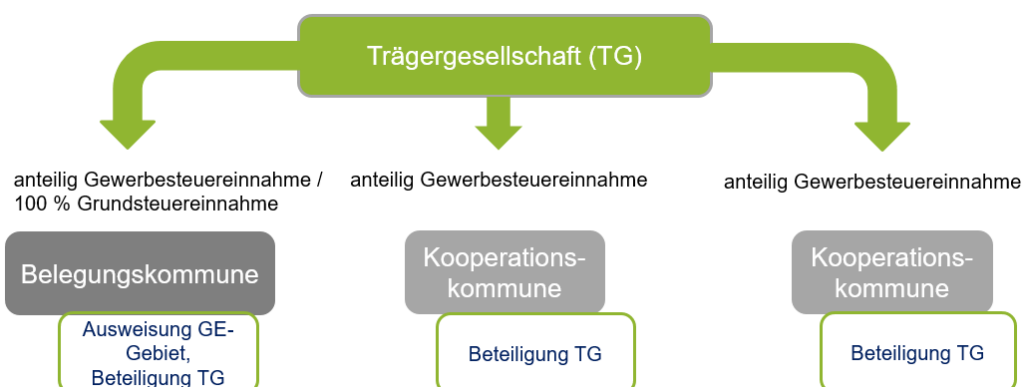 Trägergesellschaft (TG)
anteilig Gewerbesteuereinnahme /
100 % Grundsteuereinnahme
anteilig Gewerbesteuereinnahme
anteilig Gewerbesteuereinnahme
Belegungskommune
Kooperations-
kommune
Kooperations-
kommune
Ausweisung GE-
Gebiet,
Beteiligung TG
Beteiligung TG
Beteiligung TG